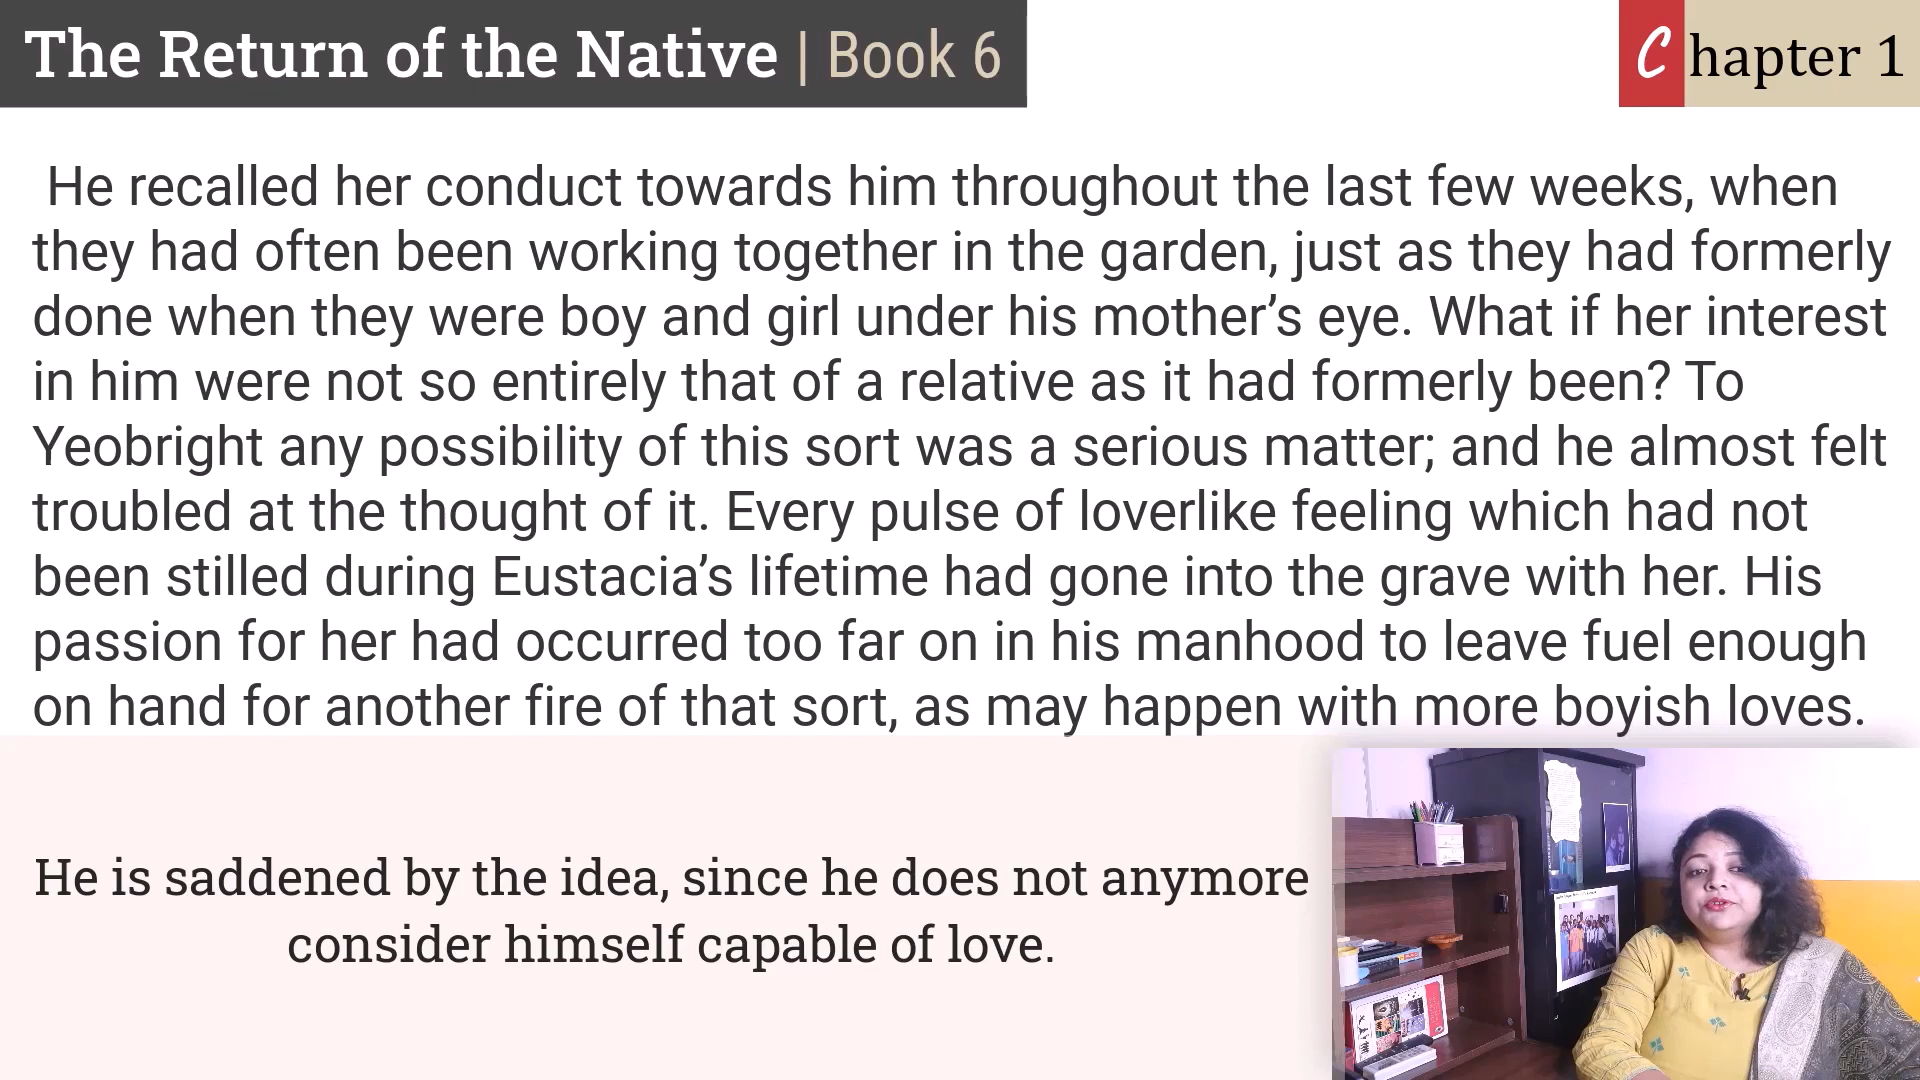 The Return of the Native | Book 6
Chapter 1
He recalled her conduct towards him throughout the last few weeks, when
they had often been working together in the garden, just as they had formerly
done when they were boy and girl under his mother’s eye. What if her interest
in him were not so entirely that of a relative as it had formerly been? To
Yeobright any possibility of this sort was a serious matter; and he almost felt
troubled at the thought of it. Every pulse of loverlike feeling which had not
been stilled during Eustacia’s lifetime had gone into the grave with her. His
passion for her had occurred too far on in his manhood to leave fuel enough
on hand for another fire of that sort, as may happen with more boyish loves.
He is saddened by the idea, since he does not anymore
consider himself capable of love.